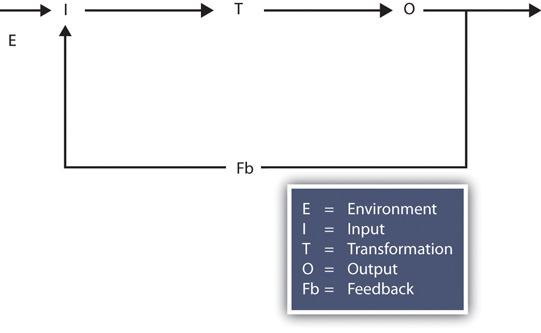 I T O
E
Fb
E = Environment
I = Input
T = Transformation
O = Output
Fb = Feedback